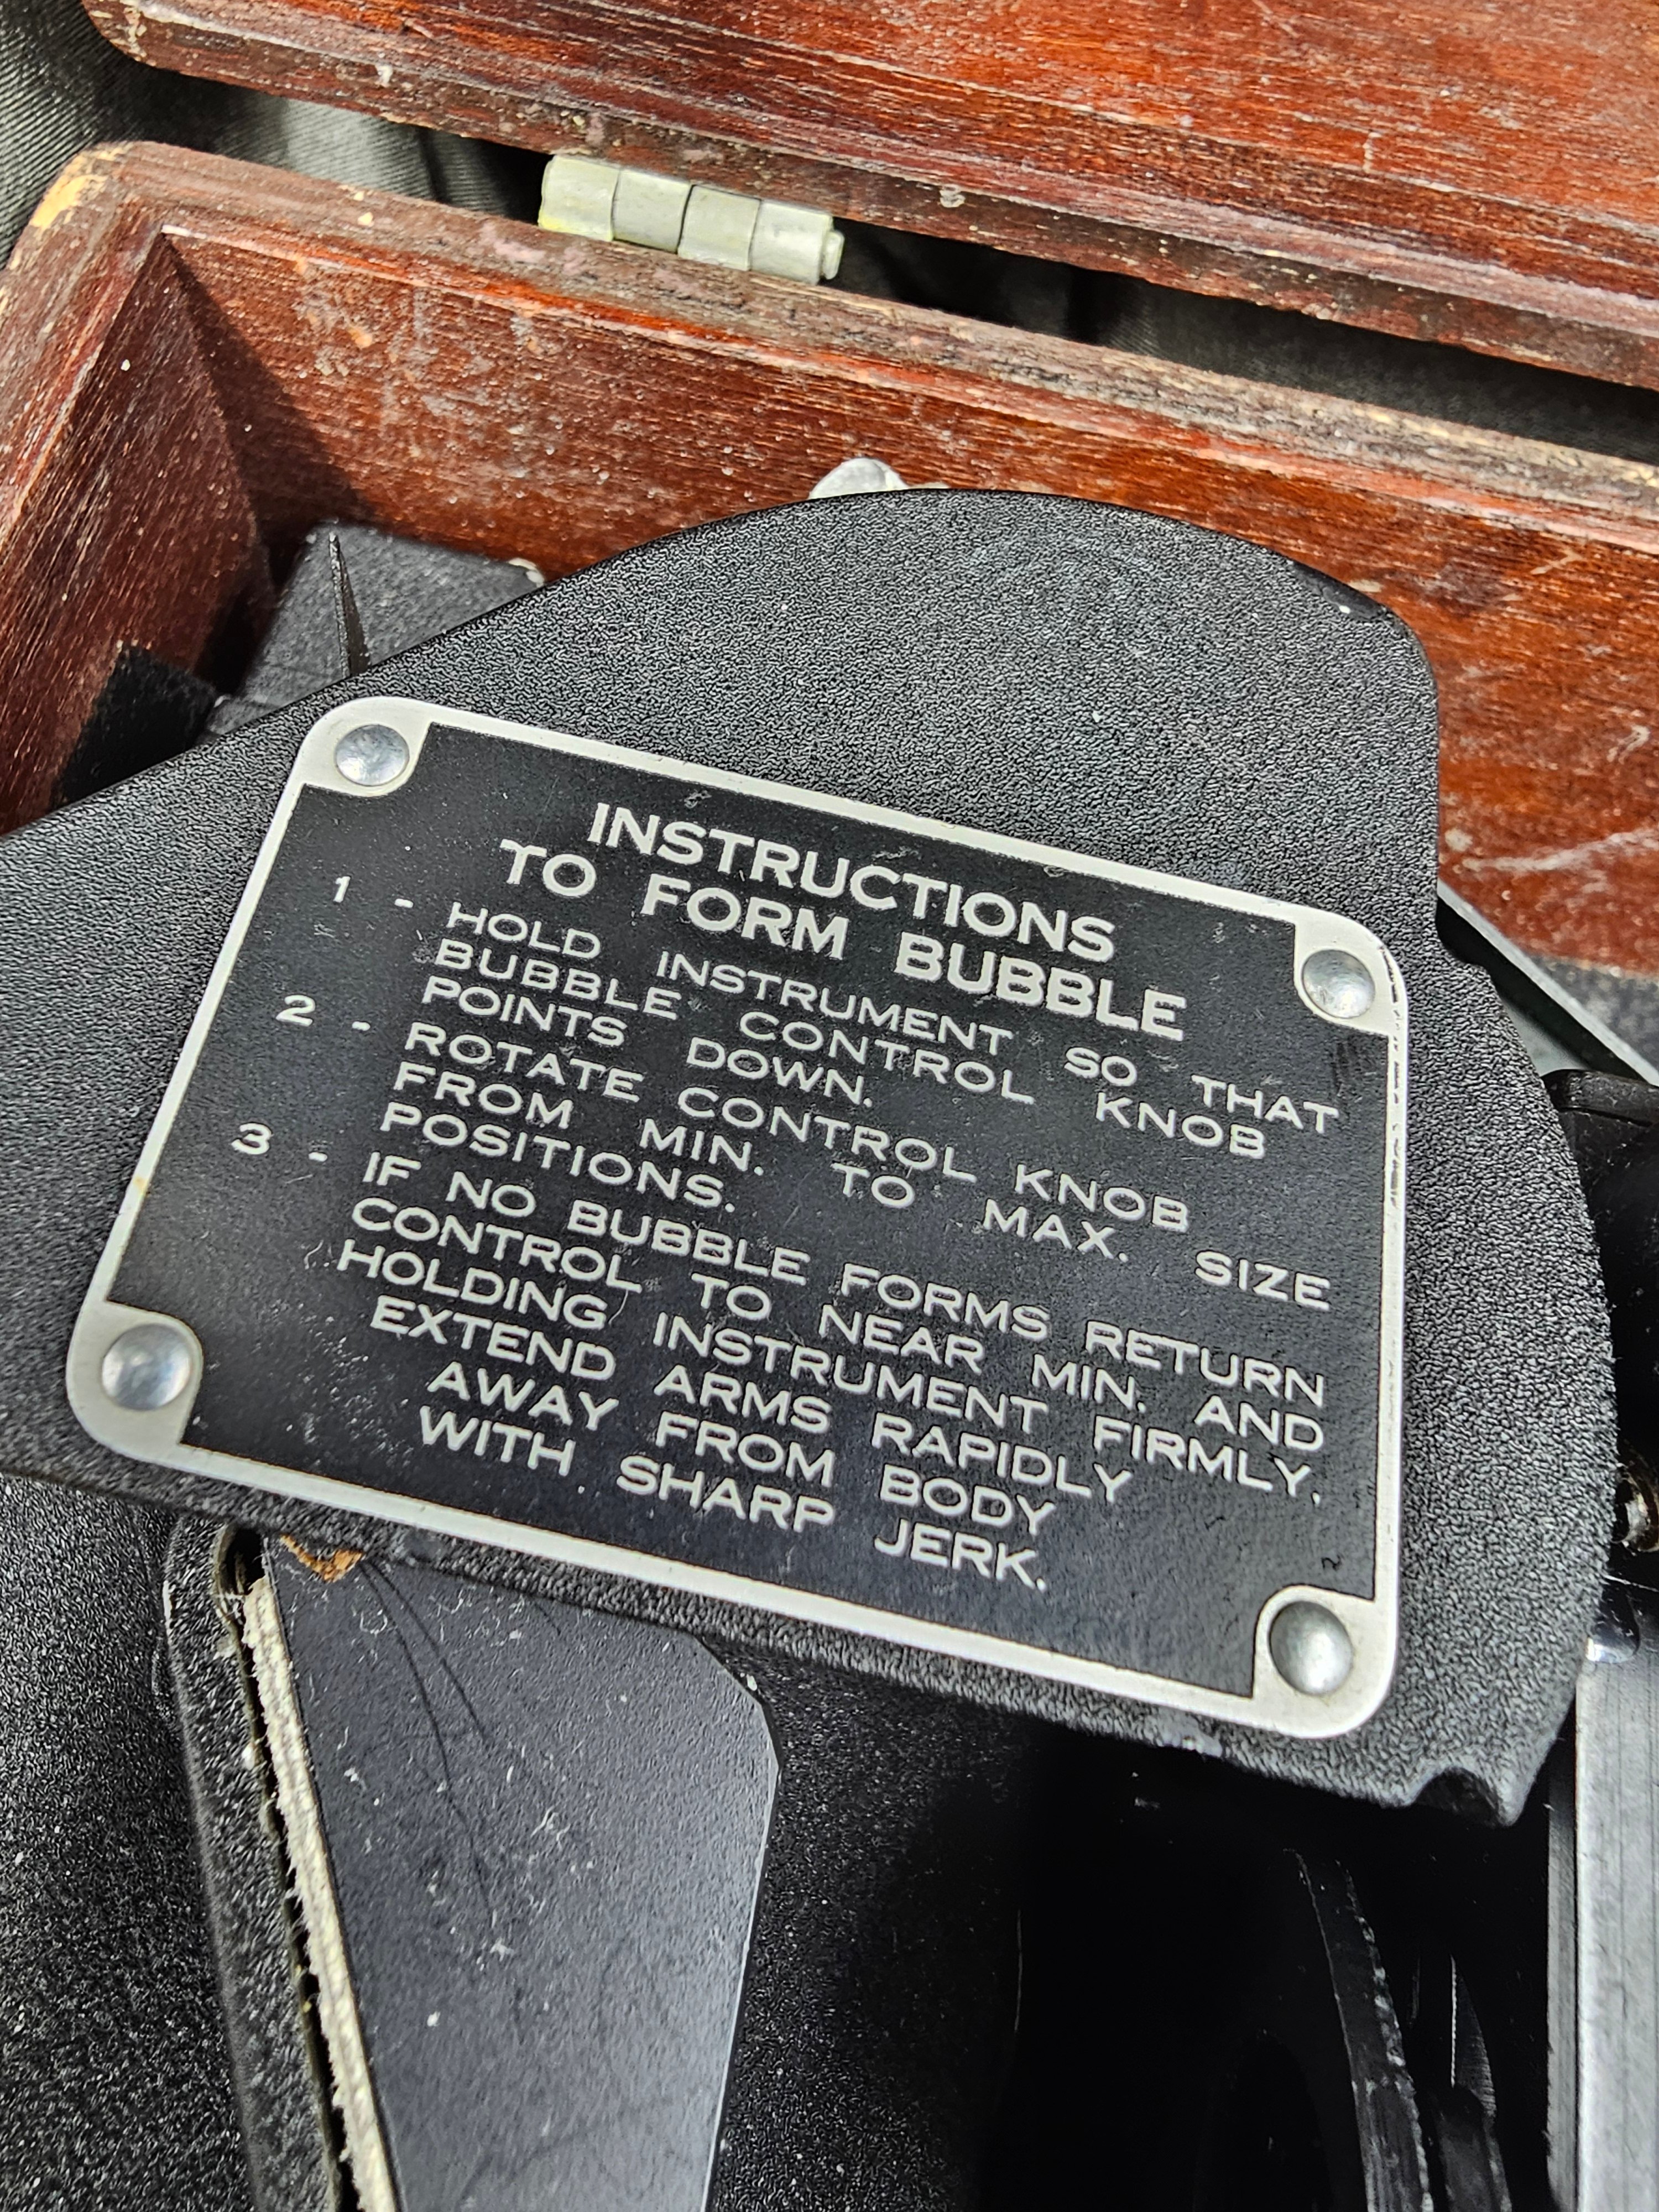 INSTRUCTIONS
TO FORM BUBBLE
1 - HOLD INSTRUMENT SO THAT
BUBBLE CONTROL KNOB
POINTS DOWN.
2 - ROTATE CONTROL KNOB
FROM MIN. TO MAX. SIZE
POSITIONS.
3 - IF NO BUBBLE FORMS RETURN
CONTROL TO NEAR MIN. AND
HOLDING INSTRUMENT FIRMLY,
EXTEND ARMS RAPIDLY
AWAY FROM BODY
WITH SHARP JERK.